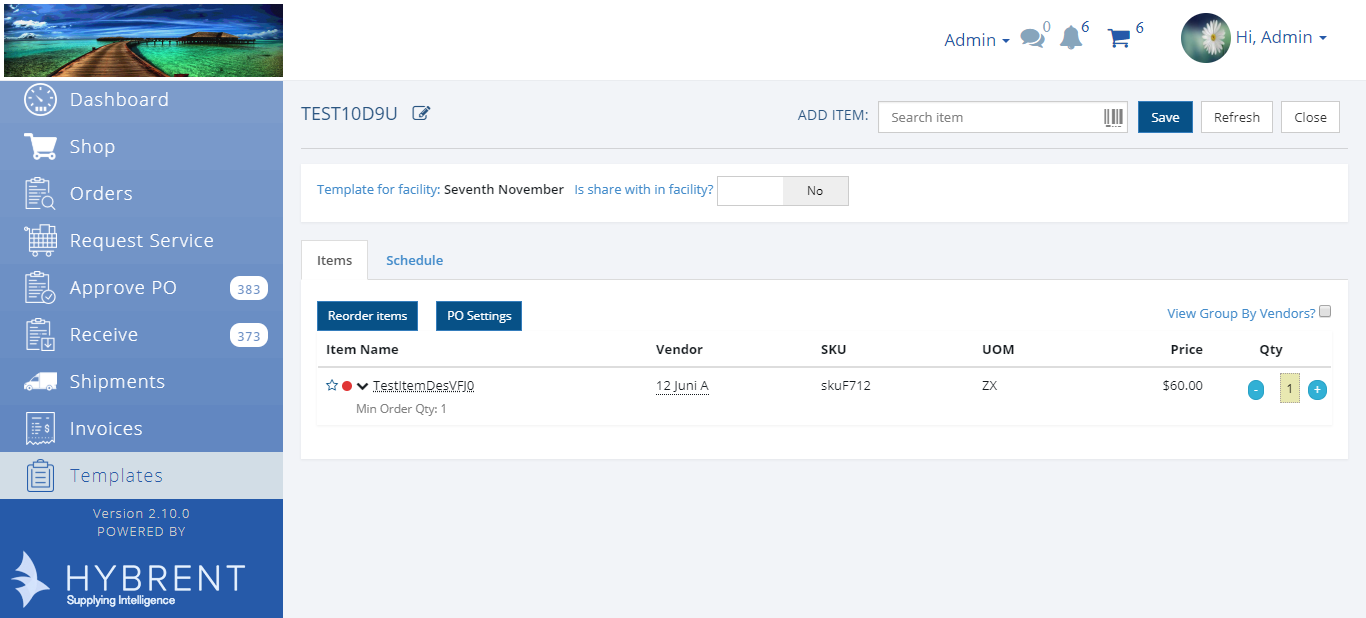 Admin 0 6 6 Hi, Admin
Dashboard
Shop
Orders
Request Service
Approve PO 383
Receive 373
Shipments
Invoices
Templates
Version 2.10.0
POWERED BY
HYBRENT
Supplying Intelligence
TEST10D9U ADD ITEM: Search item Save Refresh Close
Template for facility: Seventh November Is share with in facility? No
Items Schedule
Reorder items PO Settings View Group By Vendors?
Item Name Vendor SKU UOM Price Qty
TestItemDesVFJ0 12 Juni A skuF712 ZX $60.00 - 1 +
Min Order Qty: 1